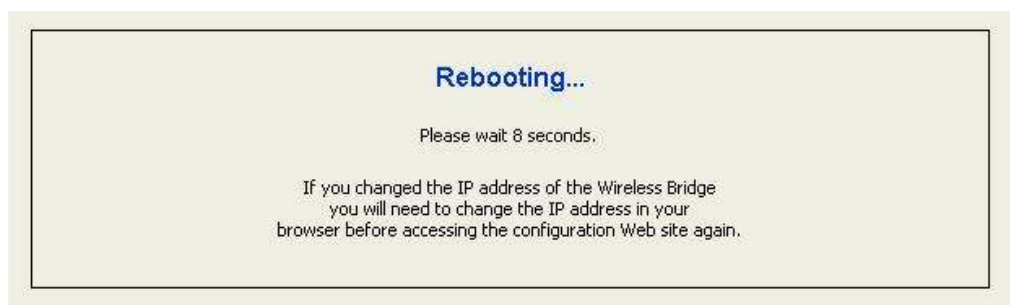 Rebooting...
Please wait 8 seconds.
If you changed the IP address of the Wireless Bridge
you will need to change the IP address in your
browser before accessing the configuration Web site again.